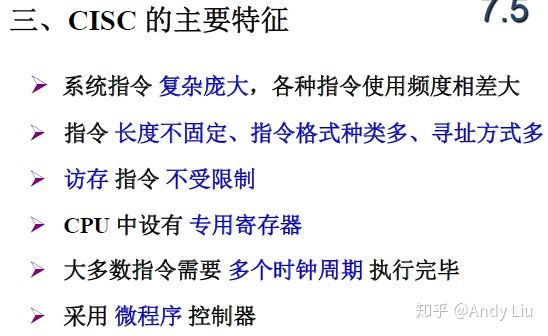 三、CISC 的主要特征
7.5
➢ 系统指令 复杂庞大，各种指令使用频度相差大
➢ 指令 长度不固定、指令格式种类多、寻址方式多
➢ 访存 指令 不受限制
➢ CPU 中设有 专用寄存器
➢ 大多数指令需要 多个时钟周期 执行完毕
➢ 采用 微程序 控制器
知乎 @Andy Liu